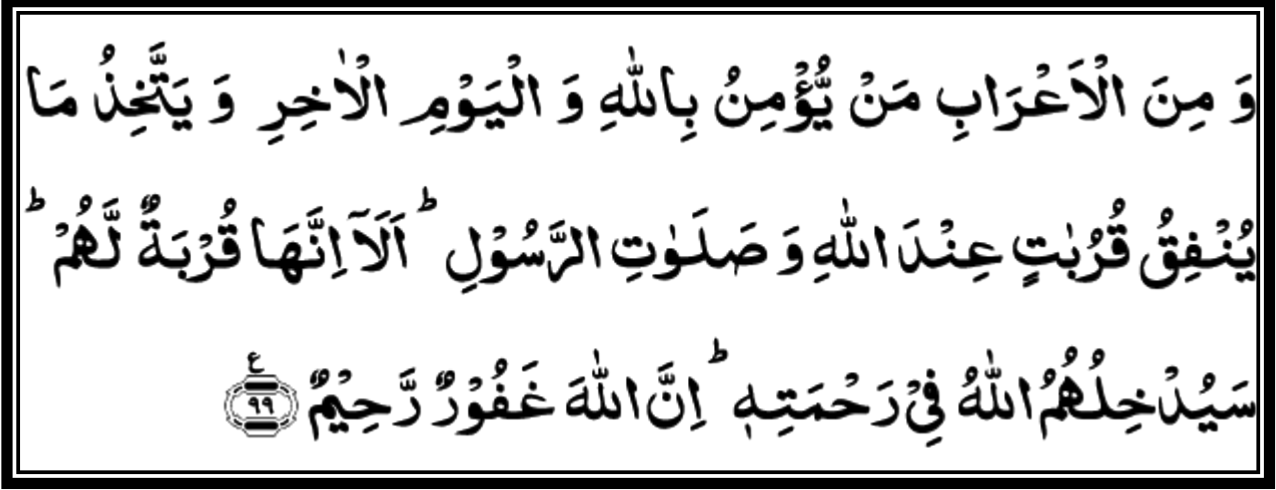 وَ مِنَ الْاَعْرَابِ مَنْ يُّؤْمِنُ بِاللّٰهِ وَ الْيَوْمِ الْاٰخِرِ وَ يَتَّخِذُ مَا
يُنْفِقُ قُرُبٰتٍ عِنْدَ اللّٰهِ وَ صَلَوٰتِ الرَّسُوْلِ ؕ اَلَاۤ اِنَّهَا قُرْبَةٌ لَّهُمْ ؕ
سَيُدْخِلُهُمُ اللّٰهُ فِيْ رَحْمَتِهٖ ؕ اِنَّ اللّٰهَ غَفُوْرٌ رَّحِيْمٌ ۹۹ ع